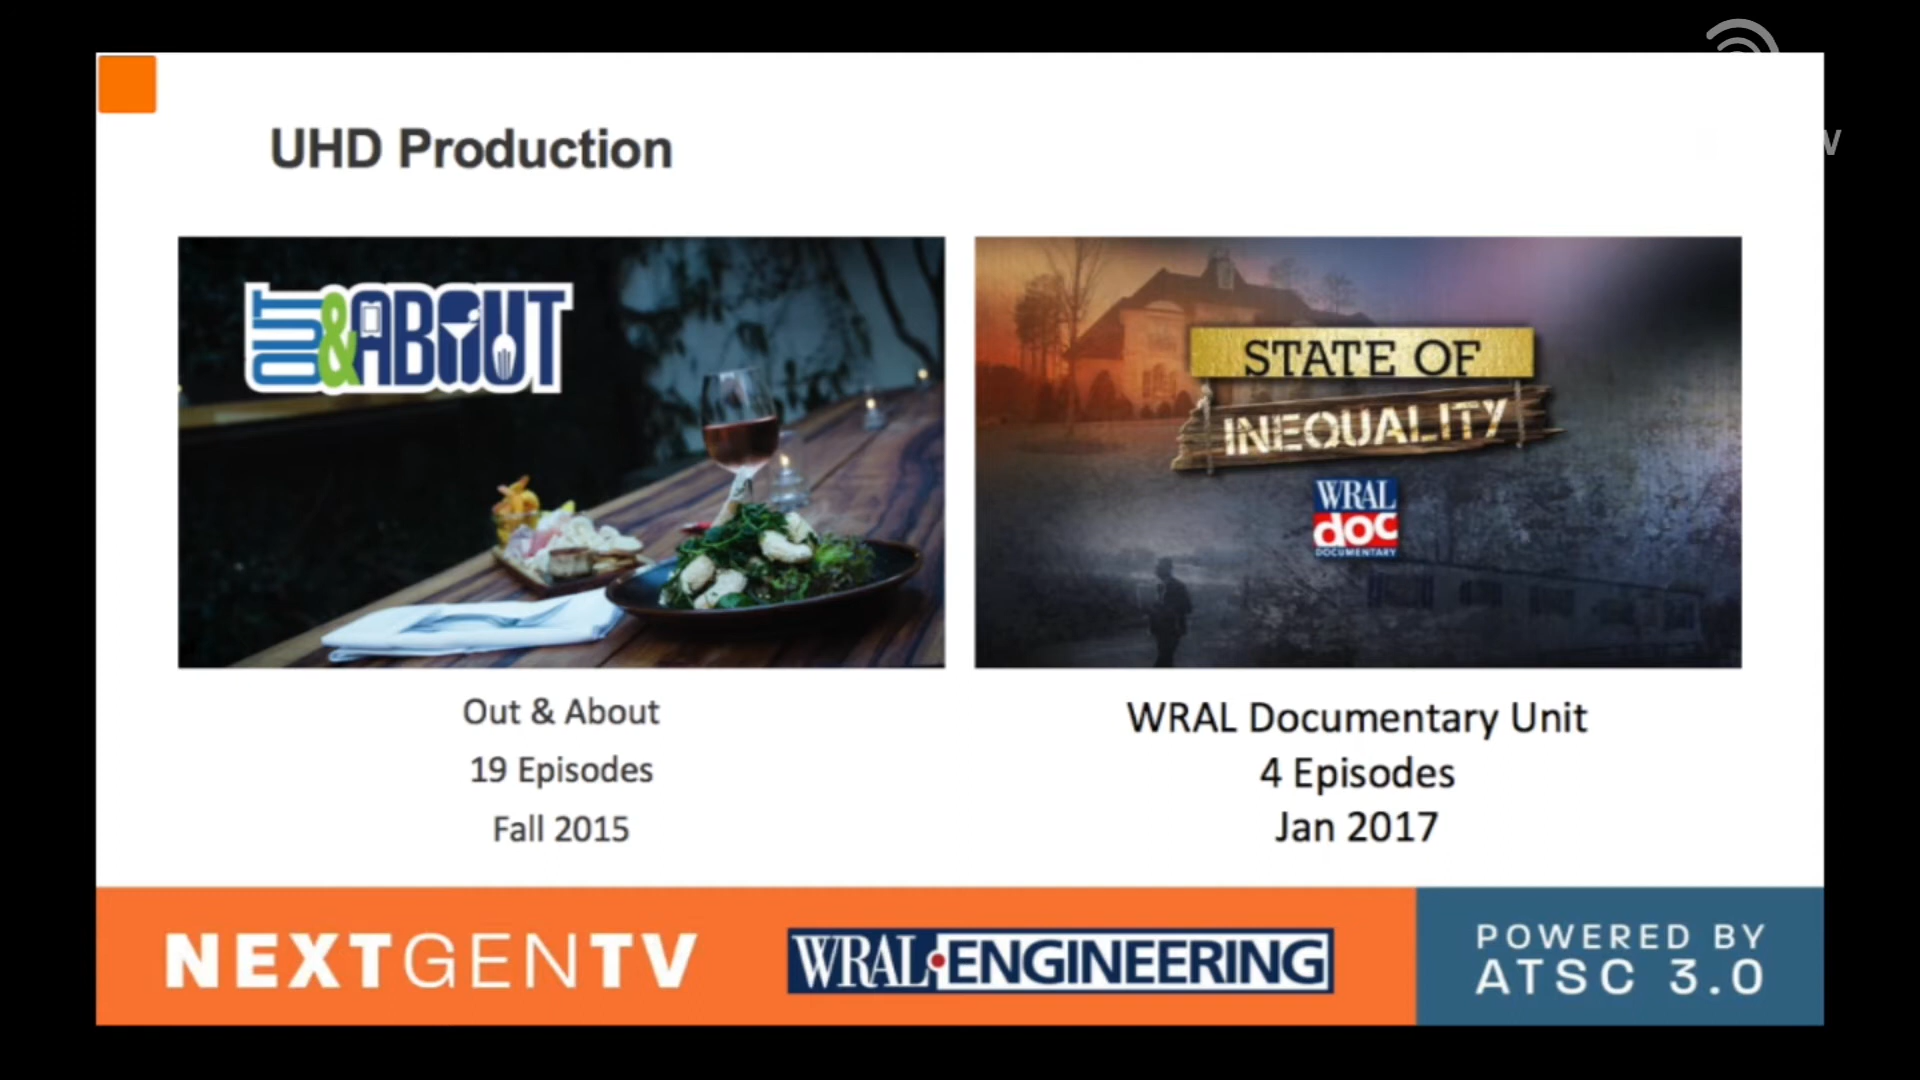 UHD Production
OUT & ABOUT
STATE OF
INEQUALITY
WRAL
doc
DOCUMENTARY
Out & About
19 Episodes
Fall 2015
WRAL Documentary Unit
4 Episodes
Jan 2017
NEXTGENTV
WRAL•ENGINEERING
POWERED BY
ATSC 3.0